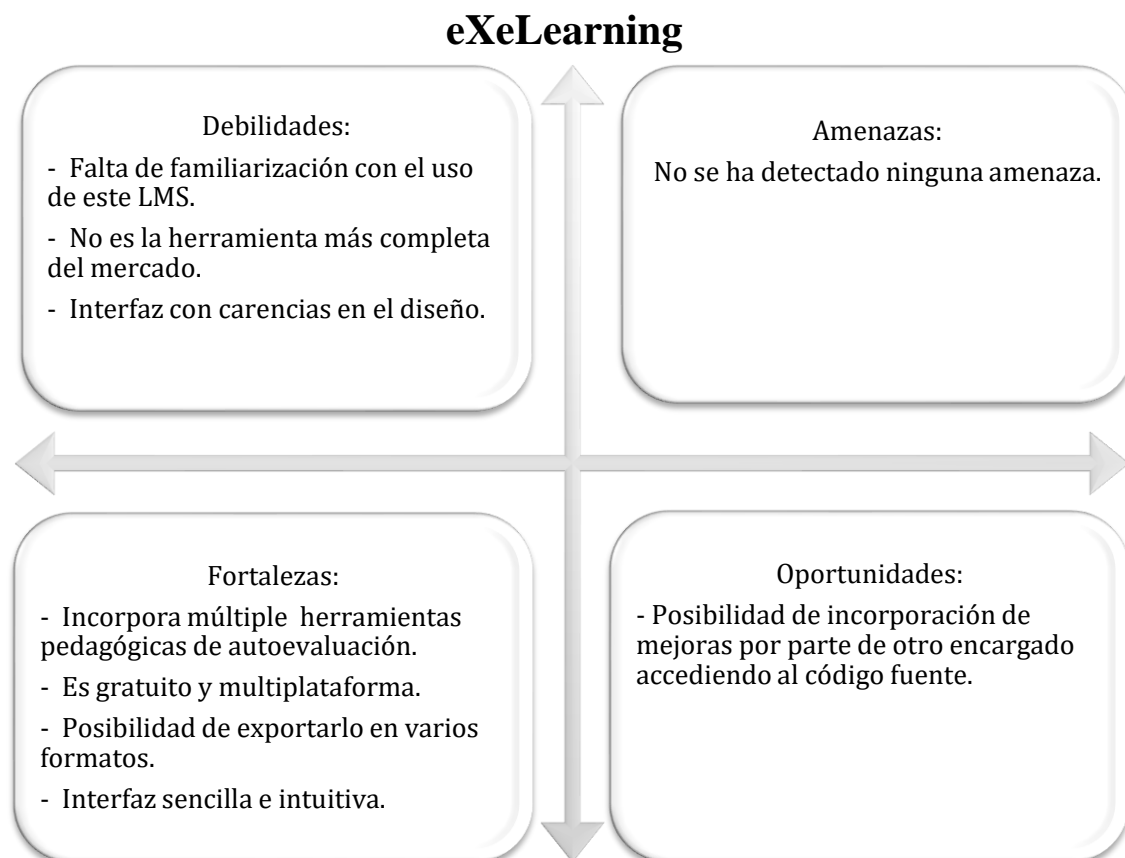 eXeLearning
Debilidades:
- Falta de familiarización con el uso
de este LMS.
- No es la herramienta más completa
del mercado.
- Interfaz con carencias en el diseño.
Amenazas:
No se ha detectado ninguna amenaza.
Fortalezas:
- Incorpora múltiple herramientas
pedagógicas de autoevaluación.
- Es gratuito y multiplataforma.
- Posibilidad de exportarlo en varios
formatos.
- Interfaz sencilla e intuitiva.
Oportunidades:
- Posibilidad de incorporación de
mejoras por parte de otro encargado
accediendo al código fuente.